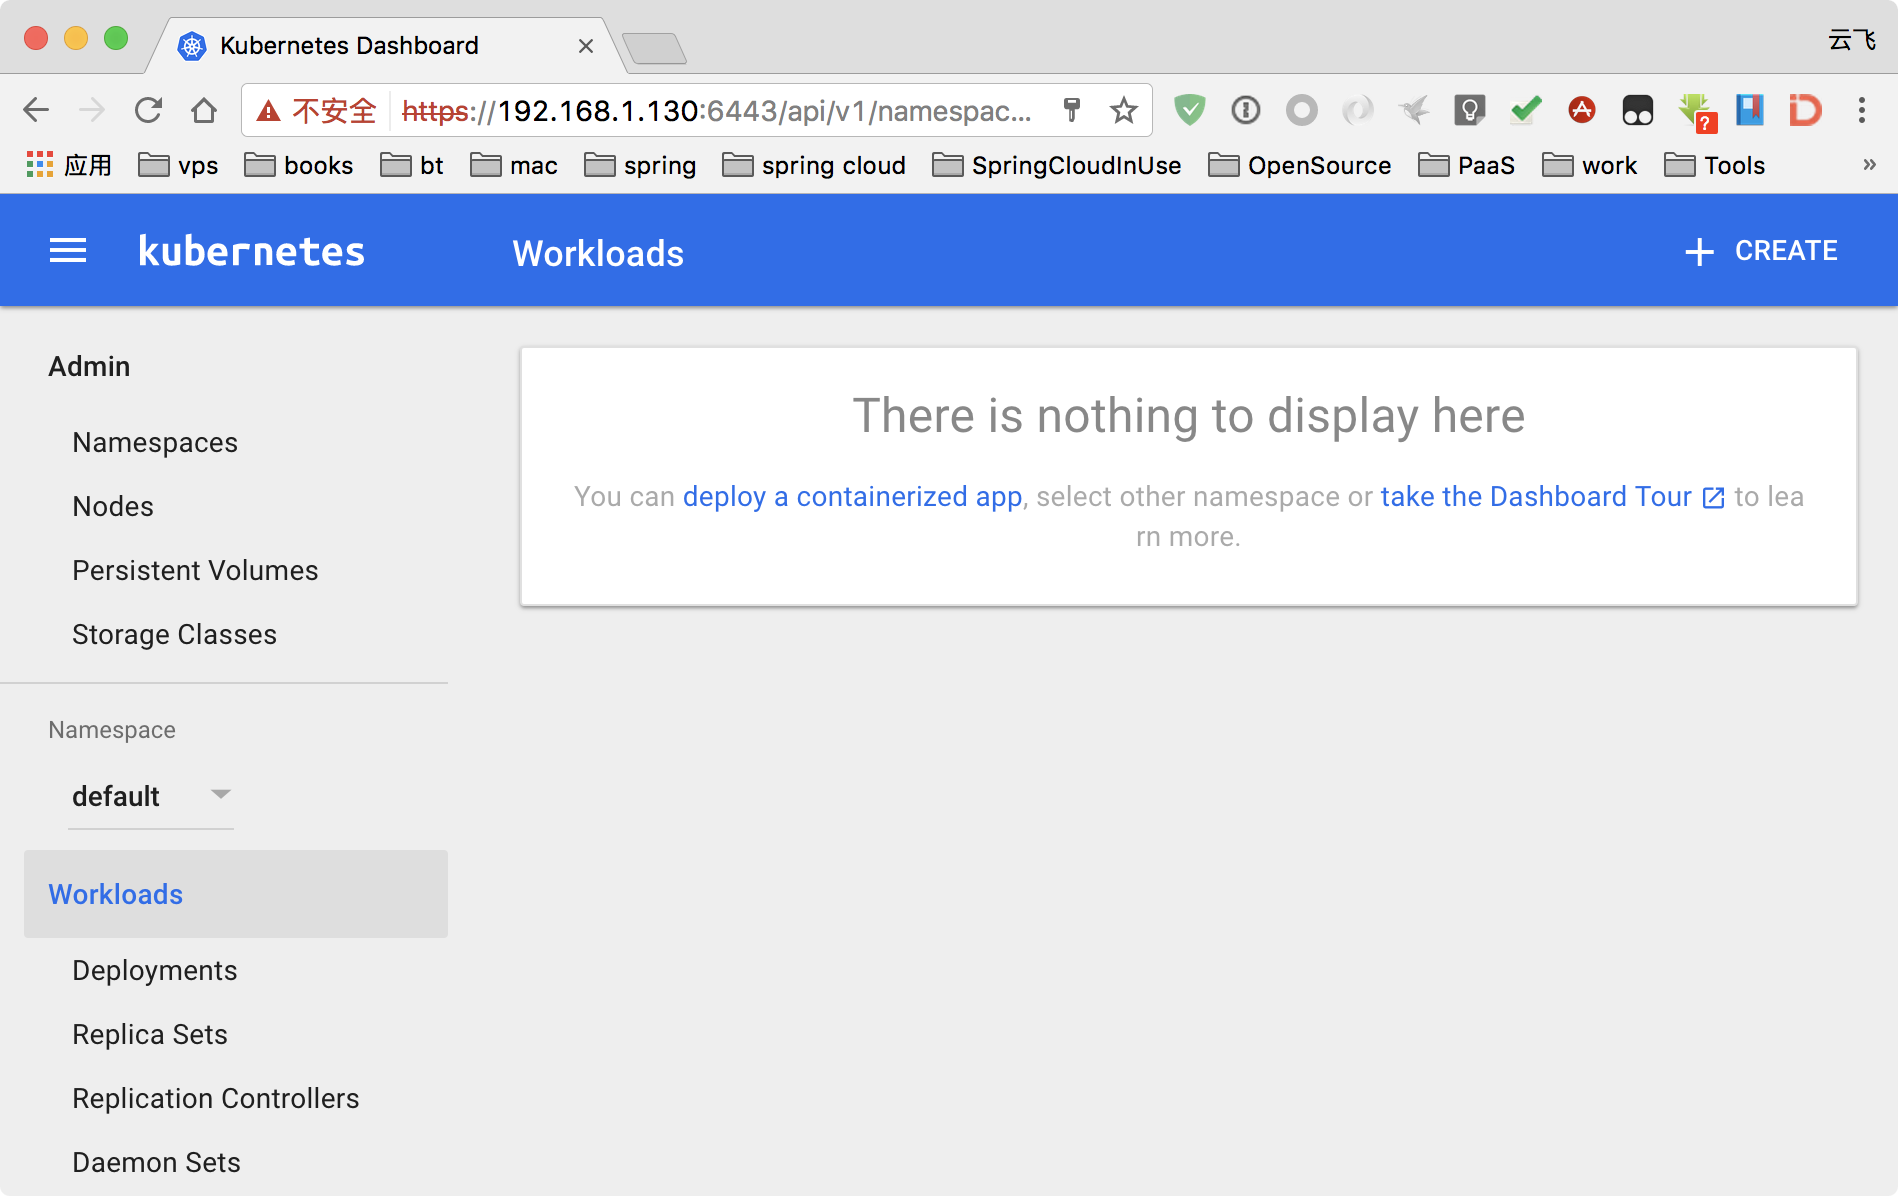 Kubernetes Dashboard
云飞
不安全 https://192.168.1.130:6443/api/v1/namespac...
应用 vps books bt mac spring spring cloud SpringCloudInUse OpenSource PaaS work Tools »
kubernetes Workloads + CREATE
Admin
Namespaces
Nodes
Persistent Volumes
Storage Classes
Namespace
default
Workloads
Deployments
Replica Sets
Replication Controllers
Daemon Sets
There is nothing to display here
You can deploy a containerized app, select other namespace or take the Dashboard Tour to lea
rn more.